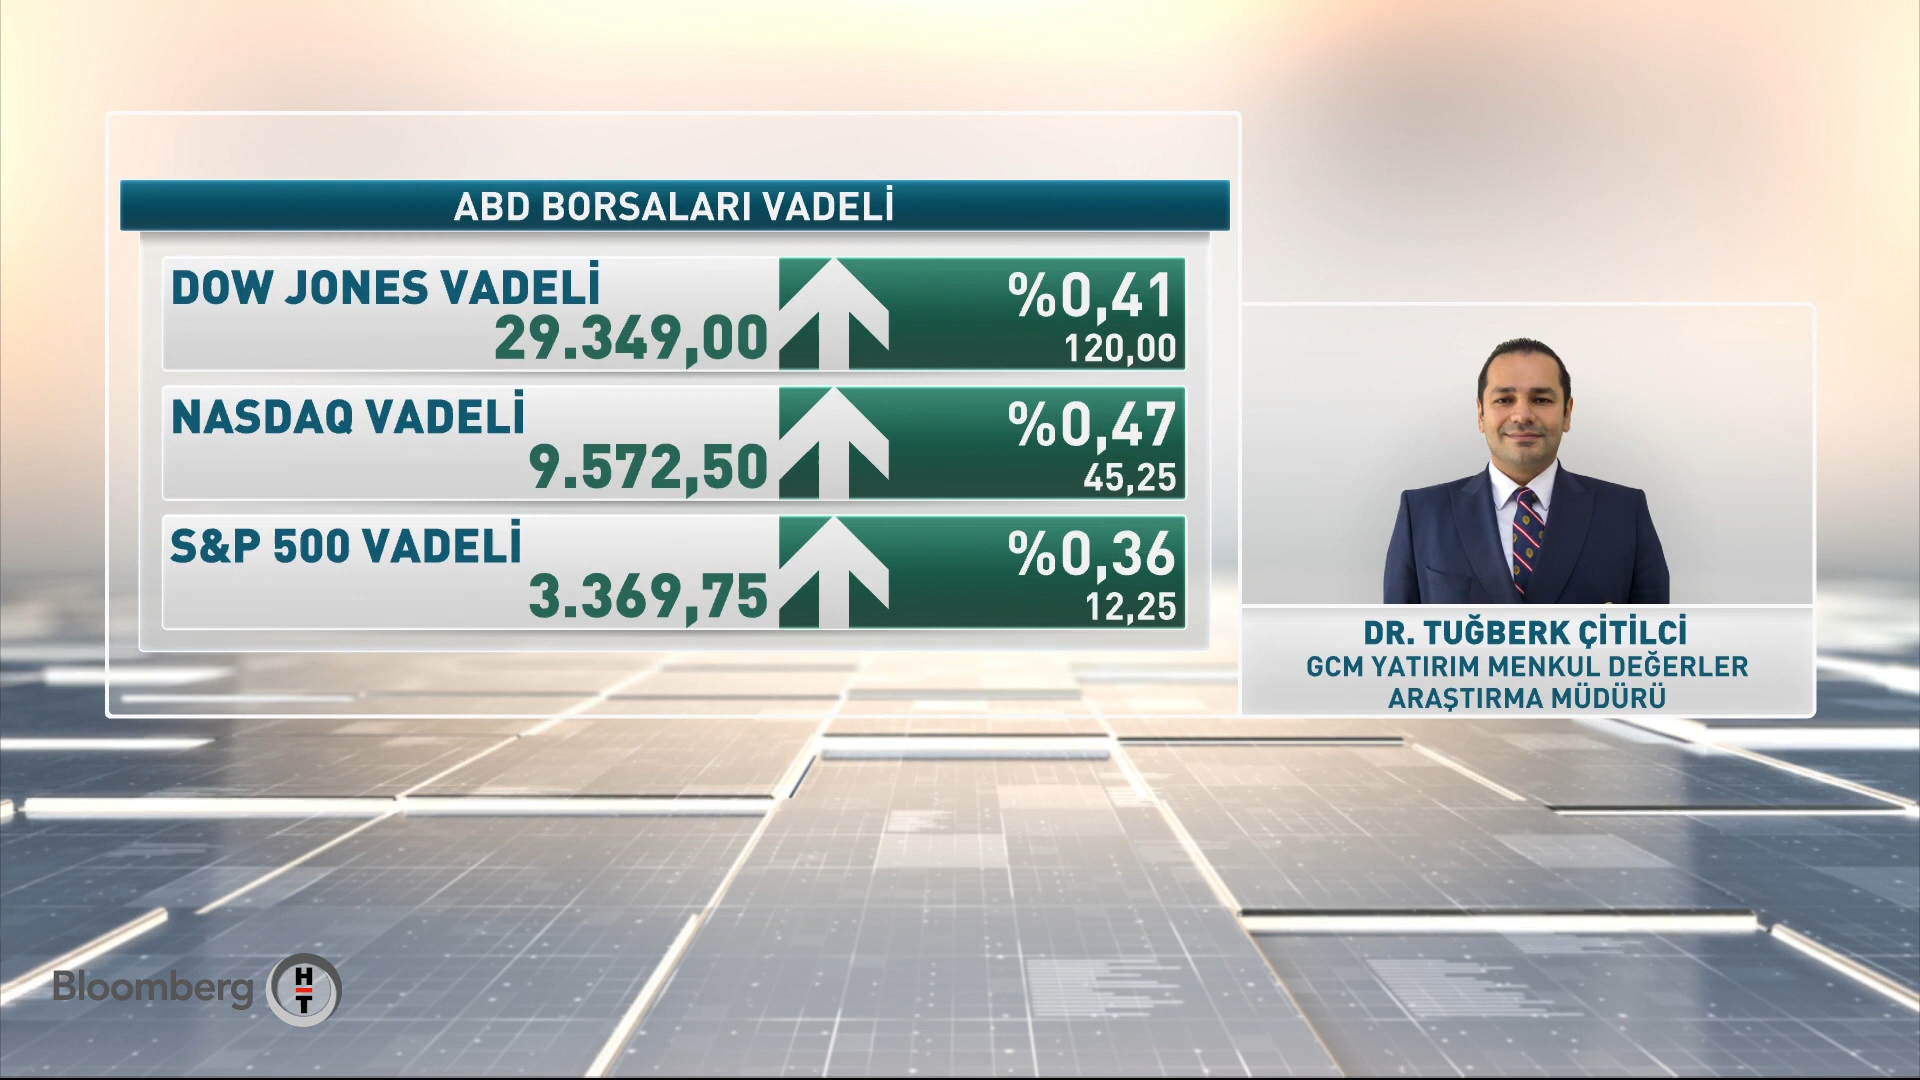 ABD BORSALARI VADELİ
DOW JONES VADELİ
29.349,00
%0,41
120,00
NASDAQ VADELİ
9.572,50
%0,47
45,25
S&P 500 VADELİ
3.369,75
%0,36
12,25
DR. TUĞBERK ÇİTİLCİ
GCM YATIRIM MENKUL DEĞERLER
ARAŞTIRMA MÜDÜRÜ
Bloomberg HT